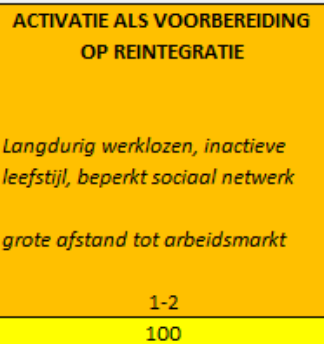 ACTIVATIE ALS VOORBEREIDING
OP REINTEGRATIE
Langdurig werklozen, inactieve
leefstijl, beperkt sociaal netwerk
grote afstand tot arbeidsmarkt
1-2
100